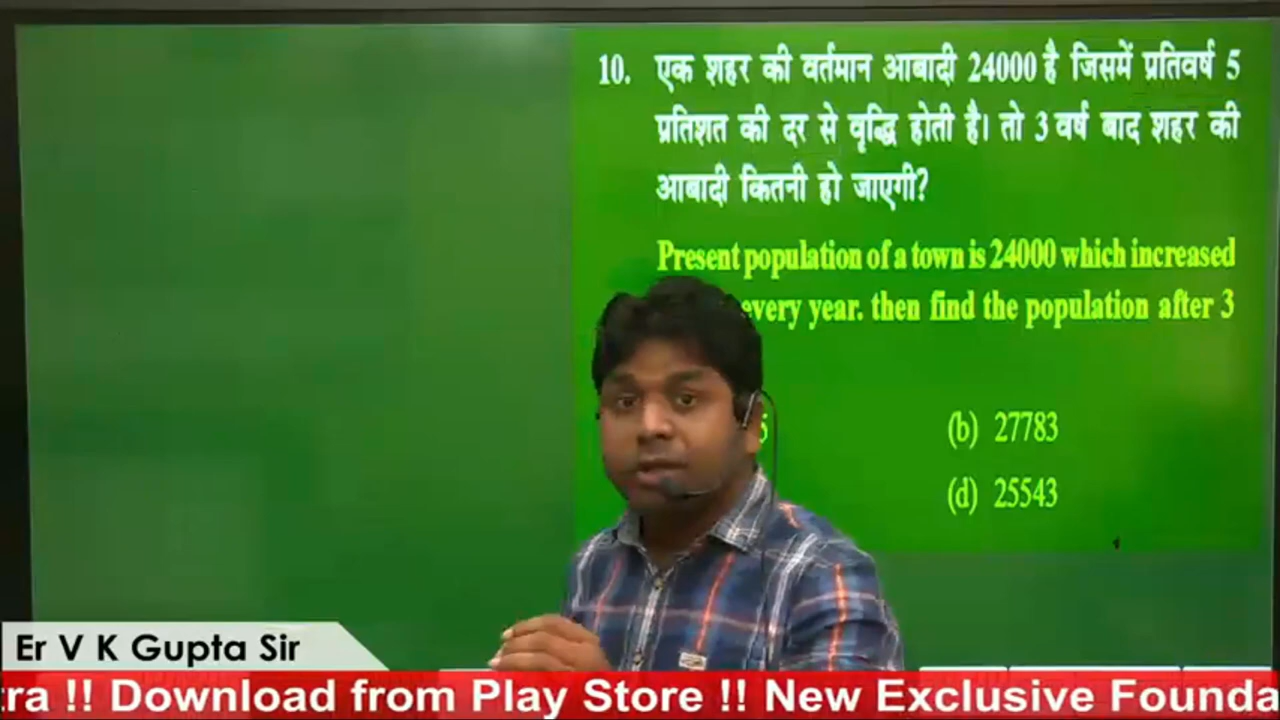 10. एक शहर की वर्तमान आबादी 24000 है जिसमें प्रतिवर्ष 5
प्रतिशत की दर से वृद्धि होती है। तो 3 वर्ष बाद शहर की
आबादी कितनी हो जाएगी?
Present population of a town is 24000 which increased
every year. then find the population after 3
(b) 27783
(d) 25543
Er V K Gupta Sir
!! Download from Play Store !! New Exclusive